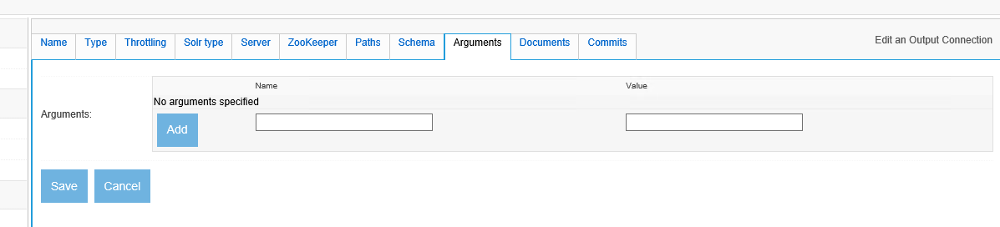 Name Type Throttling Solr type Server ZooKeeper Paths Schema Arguments Documents Commits Edit an Output Connection
Name Value
No arguments specified
Arguments:
Add
Save Cancel